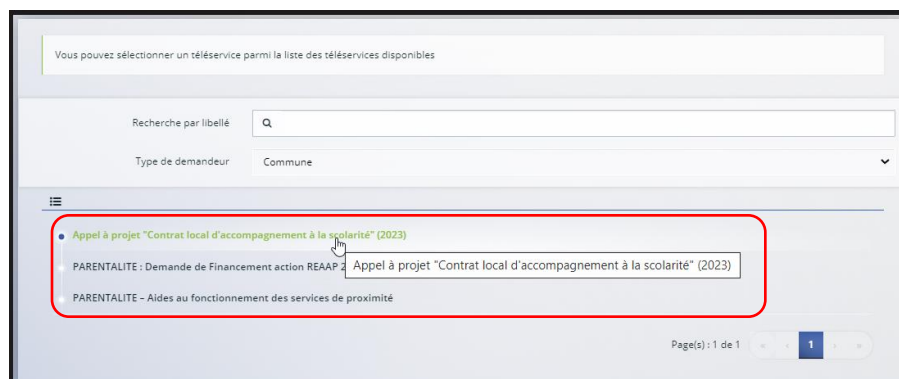 Vous pouvez sélectionner un téléservice parmi la liste des téléservices disponibles
Recherche par libellé
Type de demandeur Commune
Appel à projet "Contrat local d'accompagnement à la scolarité" (2023)
PARENTALITE : Demande de Financement action REAAP 2
Appel à projet "Contrat local d'accompagnement à la scolarité" (2023)
PARENTALITE – Aides au fonctionnement des services de proximité
Page(s) : 1 de 1 « ‹ 1 › »